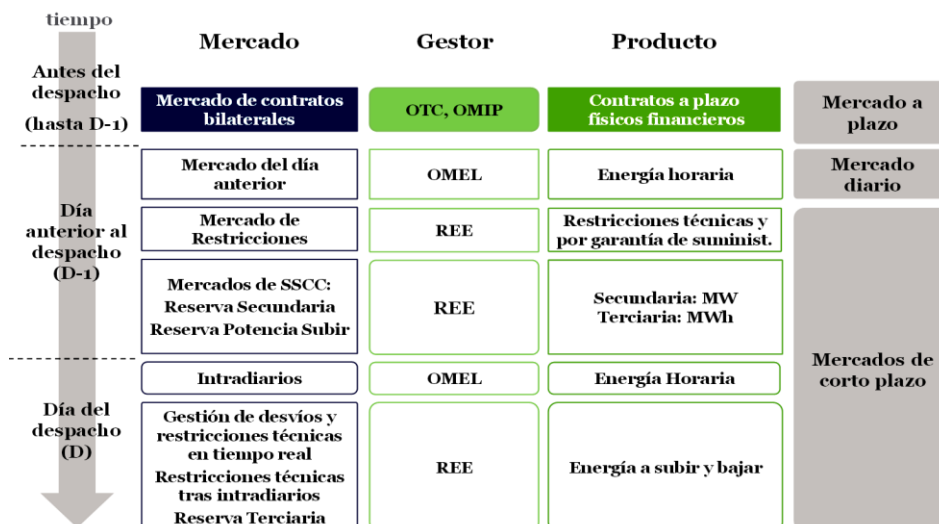 tiempo
Mercado
Gestor
Producto
Antes del
despacho
(hasta D-1)
Mercado de contratos
bilaterales
OTC, OMIP
Contratos a plazo
físicos financieros
Mercado a
plazo
Mercado del día
anterior
OMEL
Energía horaria
Mercado
diario
Día
anterior al
despacho
(D-1)
Mercado de
Restricciones
REE
Restricciones técnicas y
por garantía de suminist.
Mercados de SSCC:
Reserva Secundaria
Reserva Potencia Subir
REE
Secundaria: MW
Terciaria: MWh
Mercados de
corto plazo
Intradiarios
OMEL
Energía Horaria
Día del
despacho
(D)
Gestión de desvíos y
restricciones técnicas
en tiempo real
Restricciones técnicas
tras intradiarios
Reserva Terciaria
REE
Energía a subir y bajar